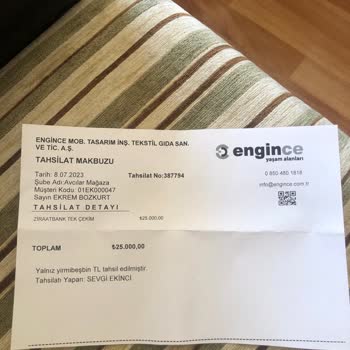 ENGİNCE MOB. TASARIM İNŞ. TEKSTİL GIDA SAN.
VE TİC. A.Ş.
engince
yaşam alanları
TAHSİLAT MAKBUZU
Tarih: 8.07.2023 Tahsilat No:387794
0 850 480 1818
Şube Adı:Avcılar Mağaza
Müşteri Kodu: 01EK000047
info@engince.com.tr
Sayın EKREM BOZKURT
TAHSİLAT DETAYI
ZİRAATBANK TEK ÇEKİM ₺25.000,00
TOPLAM ₺25.000,00
Yalnız yirmibeşbin TL tahsil edilmiştir.
Tahsilatı Yapan: SEVGİ EKİNCİ